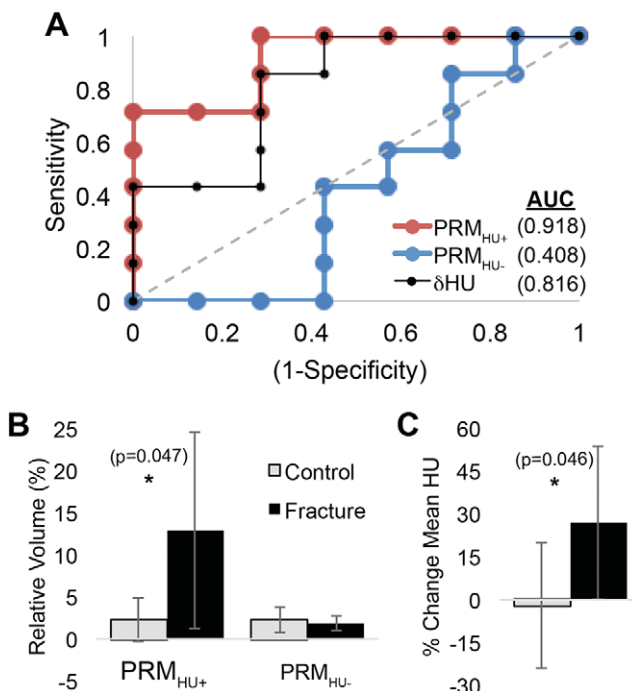 A
1
0.8
0.6
0.4
0.2
0
Sensitivity
0 0.2 0.4 0.6 0.8 1
(1-Specificity)
AUC
PRMHU+ (0.918)
PRMHU- (0.408)
δHU (0.816)
B
25
20
15
10
5
0
-5
Relative Volume (%)
(p=0.047)
*
Control
Fracture
PRMHU+ PRMHU-
C
60
45
30
15
0
-15
-30
% Change Mean HU
(p=0.046)
*